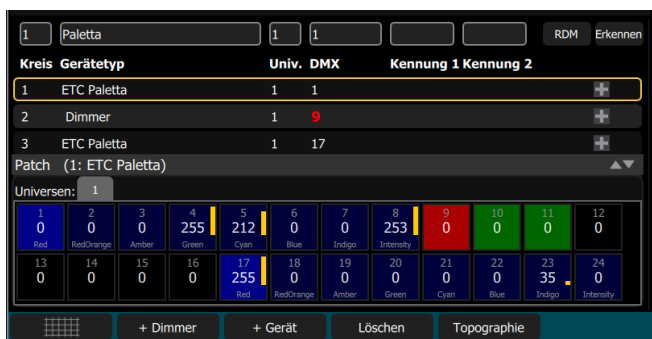 1 Paletta 1 1 RDM Erkennen
Kreis Gerätetyp Univ. DMX Kennung 1 Kennung 2
1 ETC Paletta 1 1
2 Dimmer 1 9
3 ETC Paletta 1 17
Patch (1: ETC Paletta)
Universen: 1
1 2 3 4 5 6 7 8 9 10 11 12
0 0 0 255 212 0 0 253 0 0 0 0
Red RedOrange Amber Green Cyan Blue Indigo Intensity
13 14 15 16 17 18 19 20 21 22 23 24
0 0 0 0 255 0 0 0 0 0 35 0
Red RedOrange Amber Green Cyan Blue Indigo Intensity
+ Dimmer + Gerät Löschen Topographie